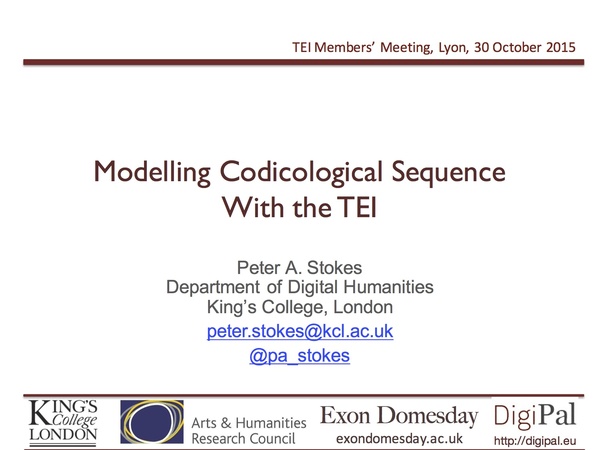 TEI Members' Meeting, Lyon, 30 October 2015
Modelling Codicological Sequence
With the TEI
Peter A. Stokes
Department of Digital Humanities
King's College, London
peter.stokes@kcl.ac.uk
@pa_stokes
KING'S
College
LONDON
Arts & Humanities
Research Council
Exon Domesday
exondomesday.ac.uk
DigiPal
http://digipal.eu